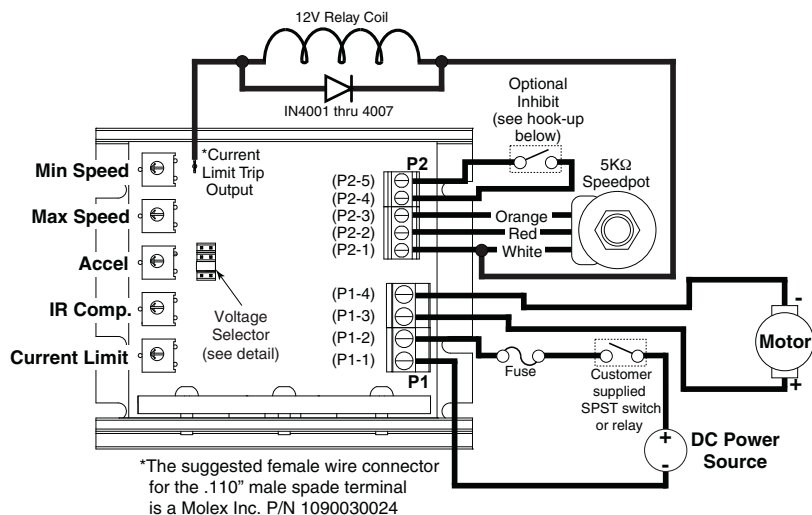 12V Relay Coil
IN4001 thru 4007
Optional
Inhibit
(see hook-up
below)
5KΩ
Speedpot
Min Speed
Max Speed
Accel
IR Comp.
Current Limit
*Current
Limit Trip
Output
Voltage
Selector
(see detail)
P2
(P2-5)
(P2-4)
(P2-3)
(P2-2)
(P2-1)
Orange
Red
White
(P1-4)
(P1-3)
(P1-2)
(P1-1)
P1
Fuse
Customer
supplied
SPST switch
or relay
-
Motor
+
+
-
DC Power
Source
*The suggested female wire connector
for the .110" male spade terminal
is a Molex Inc. P/N 1090030024